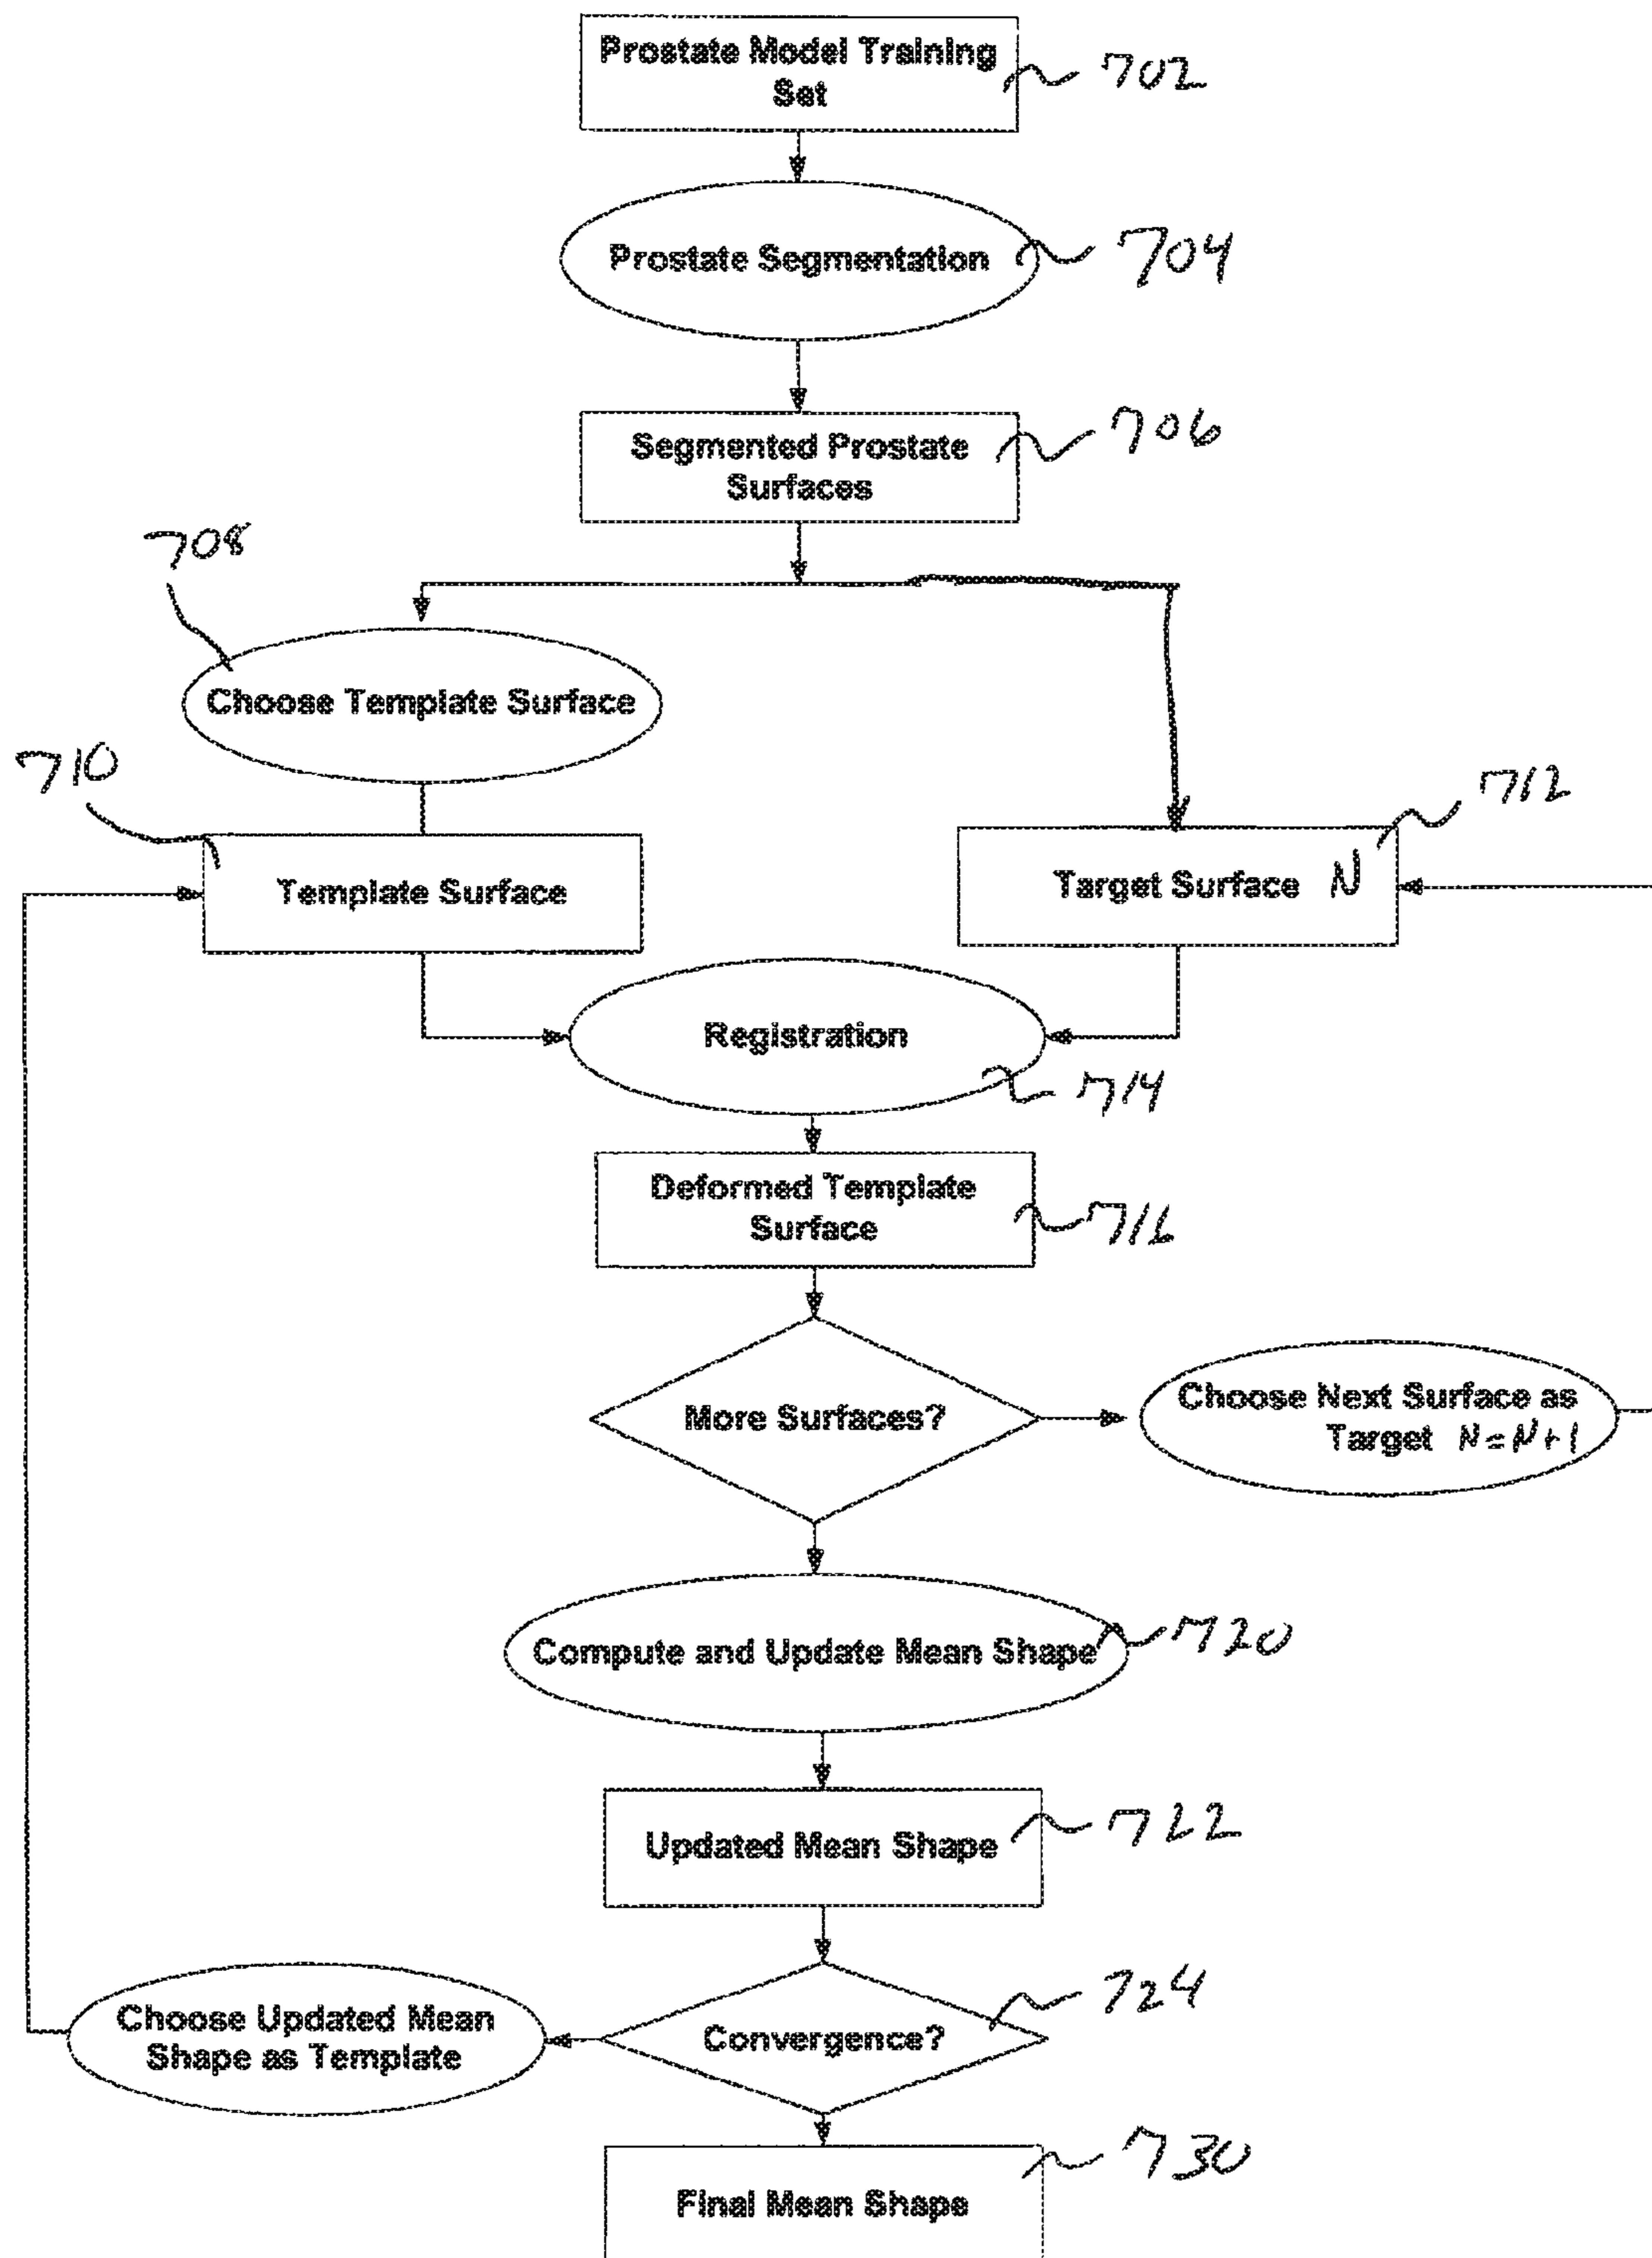 Prostate Model Training
Set
702
Prostate Segmentation
704
Segmented Prostate
Surfaces
706
708
Choose Template Surface
710
Template Surface
712
Target Surface N
Registration
714
Deformed Template
Surface
716
More Surfaces?
Choose Next Surface as
Target N=N+1
Compute and Update Mean Shape
720
Updated Mean Shape
722
724
Choose Updated Mean
Shape as Template
Convergence?
730
Final Mean Shape